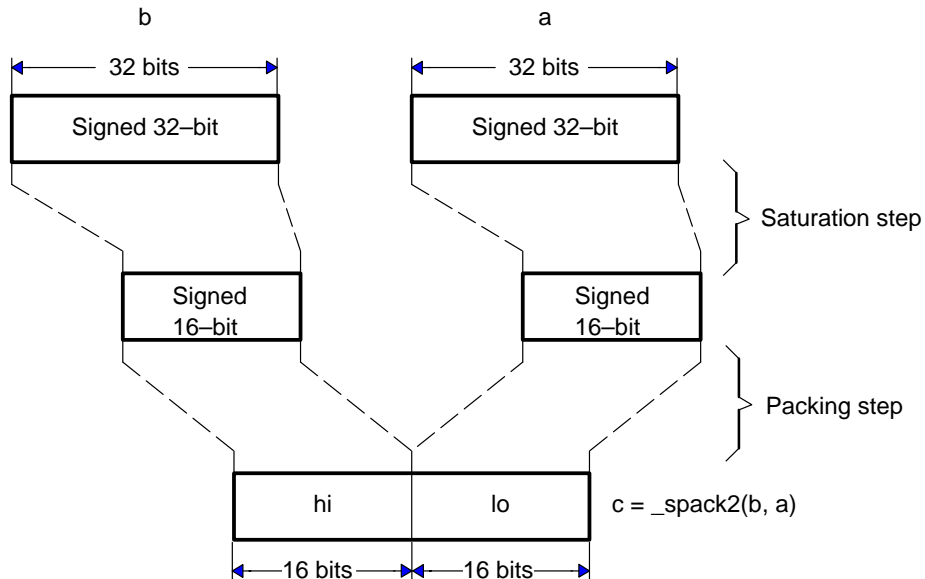 b
a
32 bits
32 bits
Signed 32–bit
Signed 32–bit
Saturation step
Signed
16–bit
Signed
16–bit
Packing step
hi
lo
c = _spack2(b, a)
16 bits
16 bits